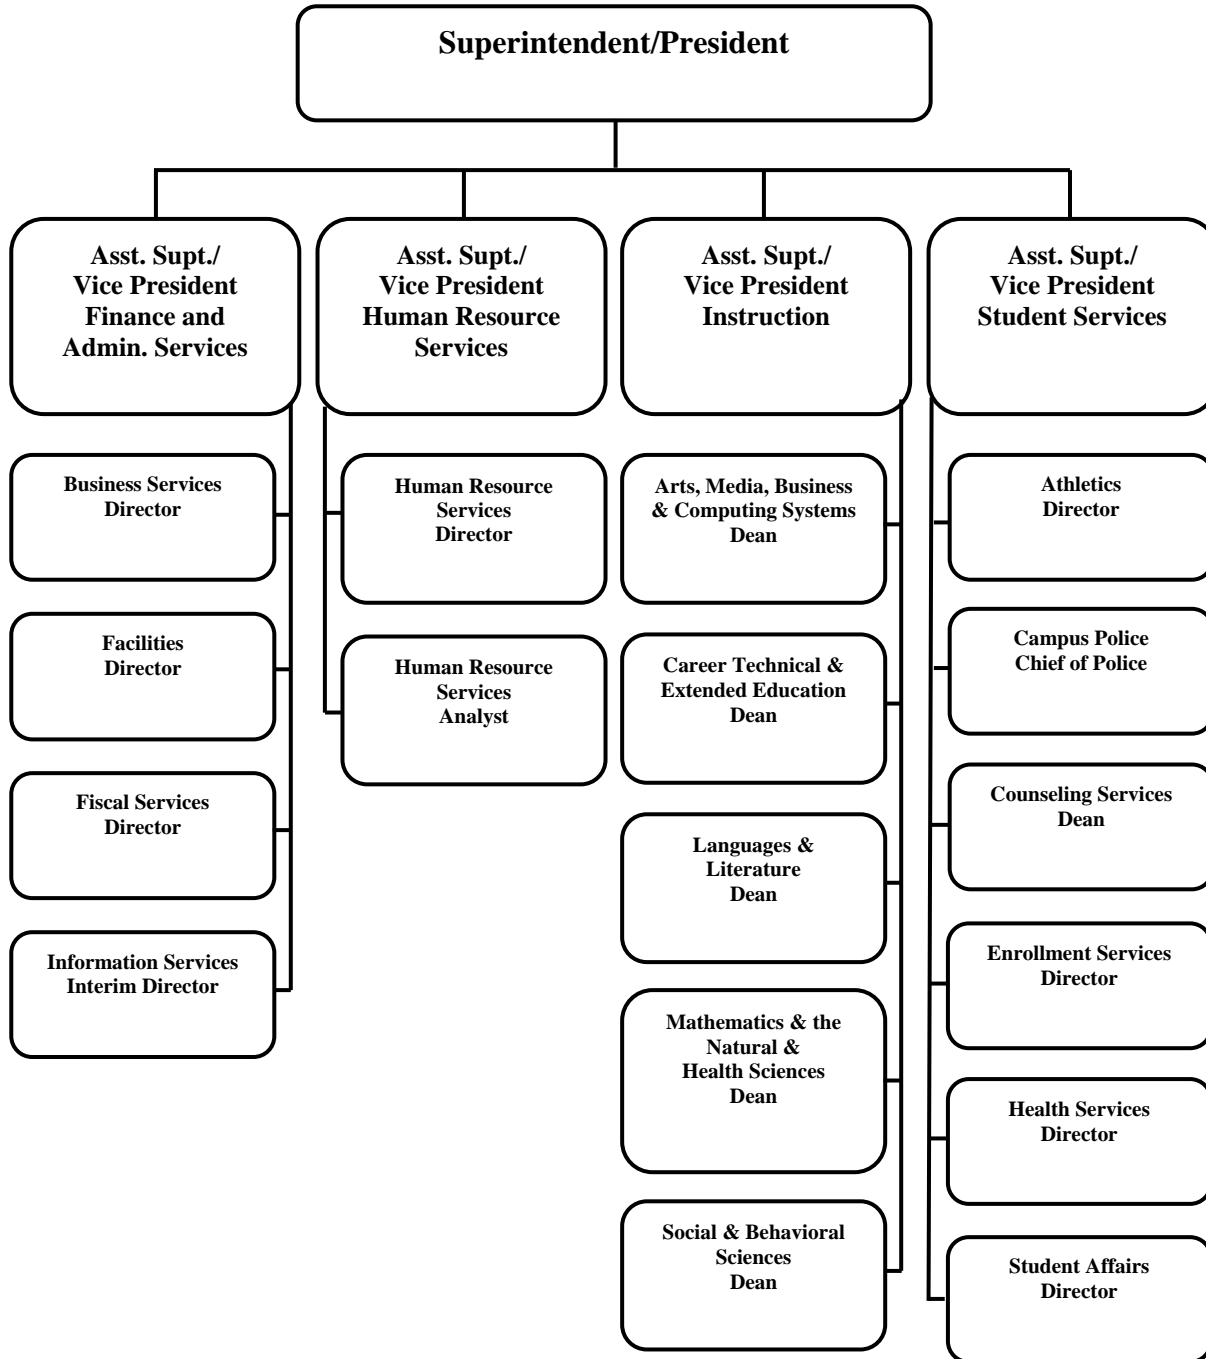 Superintendent/President
Asst. Supt./
Vice President
Finance and
Admin. Services
Asst. Supt./
Vice President
Human Resource
Services
Asst. Supt./
Vice President
Instruction
Asst. Supt./
Vice President
Student Services
Business Services
Director
Facilities
Director
Fiscal Services
Director
Information Services
Interim Director
Human Resource
Services
Director
Human Resource
Services
Analyst
Arts, Media, Business
& Computing Systems
Dean
Career Technical &
Extended Education
Dean
Languages &
Literature
Dean
Mathematics & the
Natural &
Health Sciences
Dean
Social & Behavioral
Sciences
Dean
Athletics
Director
Campus Police
Chief of Police
Counseling Services
Dean
Enrollment Services
Director
Health Services
Director
Student Affairs
Director